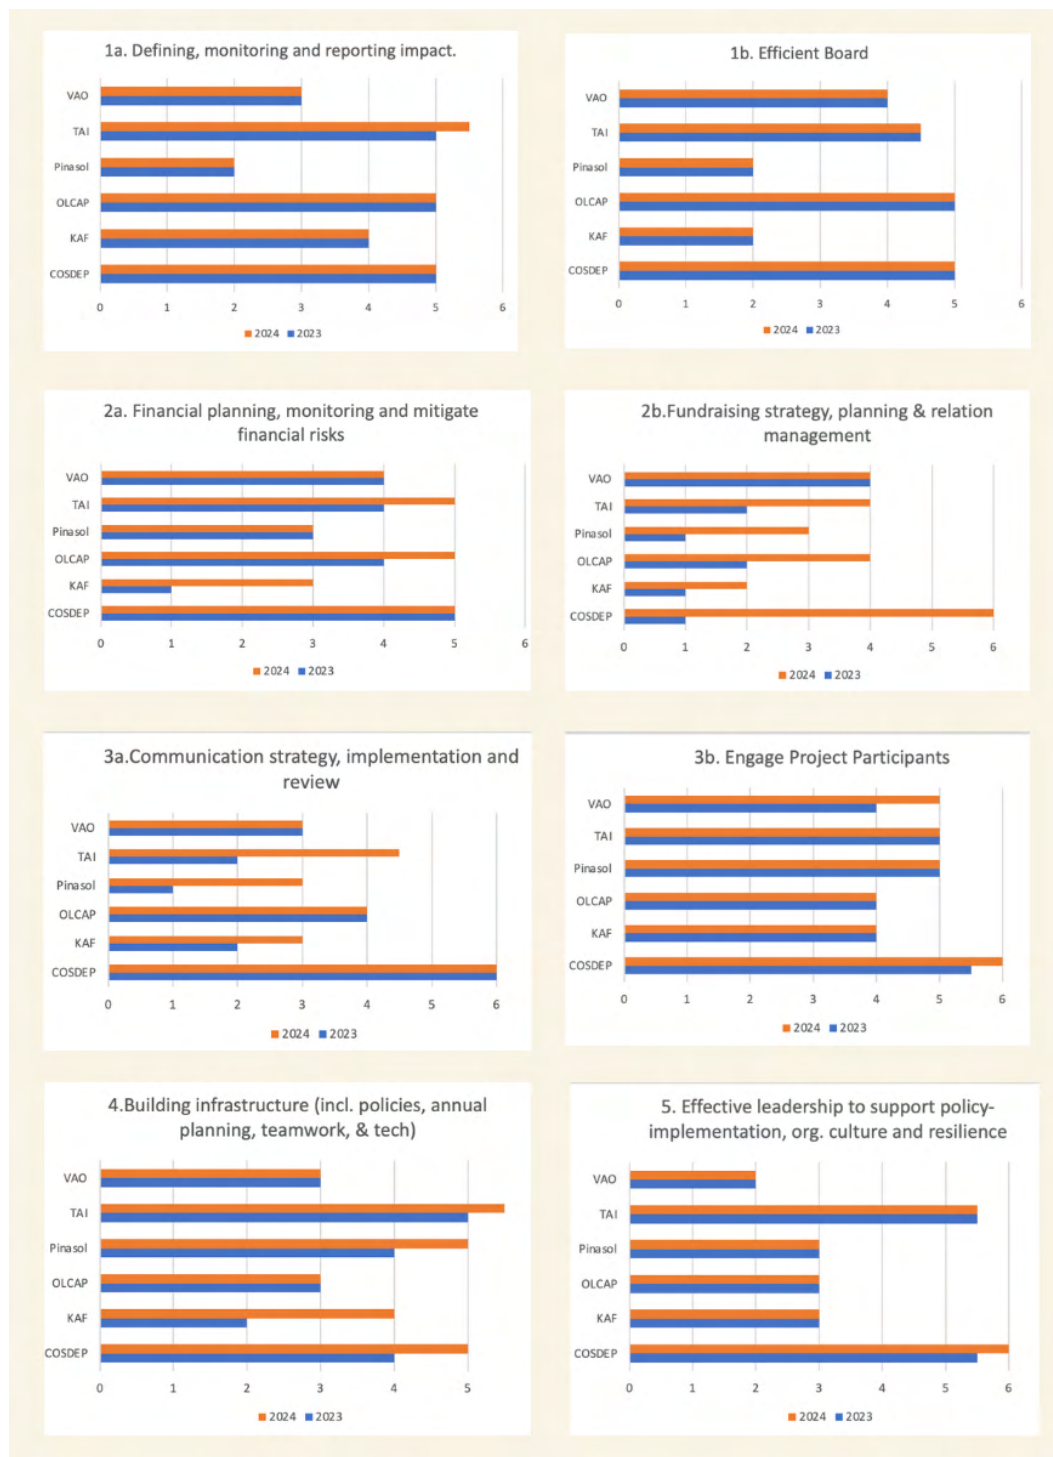 1a. Defining, monitoring and reporting impact.
VAO
TAI
Pinasol
OLCAP
KAF
COSDEP
0 1 2 3 4 5 6
2024 2023
1b. Efficient Board
VAO
TAI
Pinasol
OLCAP
KAF
COSDEP
0 1 2 3 4 5 6
2024 2023
2a. Financial planning, monitoring and mitigate
financial risks
VAO
TAI
Pinasol
OLCAP
KAF
COSDEP
0 1 2 3 4 5 6
2024 2023
2b.Fundraising strategy, planning & relation
management
VAO
TAI
Pinasol
OLCAP
KAF
COSDEP
0 1 2 3 4 5 6
2024 2023
3a.Communication strategy, implementation and
review
VAO
TAI
Pinasol
OLCAP
KAF
COSDEP
0 1 2 3 4 5 6
2024 2023
3b. Engage Project Participants
VAO
TAI
Pinasol
OLCAP
KAF
COSDEP
0 1 2 3 4 5 6
2024 2023
4.Building infrastructure (incl. policies, annual
planning, teamwork, & tech)
VAO
TAI
Pinasol
OLCAP
KAF
COSDEP
0 1 2 3 4 5
2024 2023
5. Effective leadership to support policy-
implementation, org. culture and resilience
VAO
TAI
Pinasol
OLCAP
KAF
COSDEP
0 1 2 3 4 5 6
2024 2023